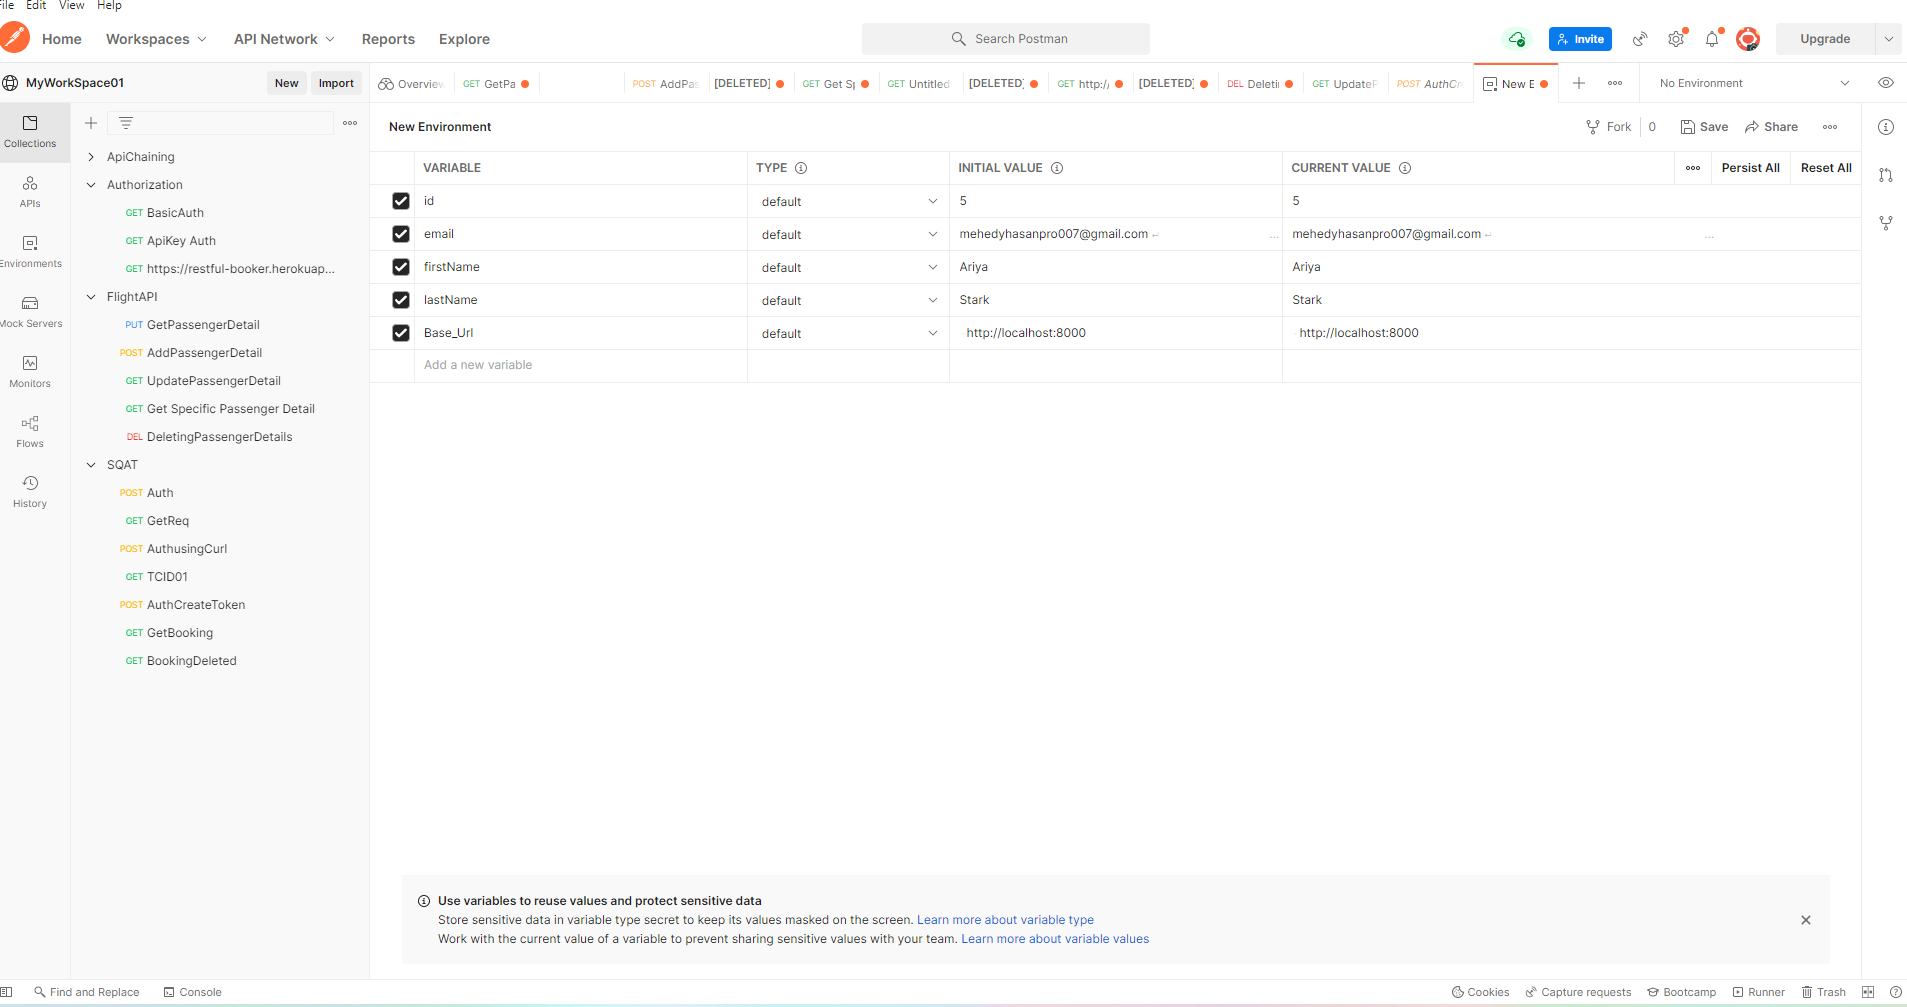 File Edit View Help
Home Workspaces API Network Reports Explore Search Postman Invite Upgrade
MyWorkSpace01 New Import Overview GET GetPa POST AddPas [DELETED] GET Get Sp GET Untitled [DELETED] GET http:/ [DELETED] DEL Deleti GET UpdateP POST AuthCr New E No Environment
New Environment Fork 0 Save Share
VARIABLE TYPE INITIAL VALUE CURRENT VALUE Persist All Reset All
id default 5 5
email default mehedyhasanpro007@gmail.com ... mehedyhasanpro007@gmail.com ...
firstName default Ariya Ariya
lastName default Stark Stark
Base_Url default http://localhost:8000 http://localhost:8000
Add a new variable
Collections
APIs
Environments
Mock Servers
Monitors
Flows
History
ApiChaining
Authorization
GET BasicAuth
GET ApiKey Auth
GET https://restful-booker.herokuap...
FlightAPI
PUT GetPassengerDetail
POST AddPassengerDetail
GET UpdatePassengerDetail
GET Get Specific Passenger Detail
DEL DeletingPassengerDetails
SQAT
POST Auth
GET GetReq
POST AuthusingCurl
GET TCID01
POST AuthCreateToken
GET GetBooking
GET BookingDeleted
Use variables to reuse values and protect sensitive data
Store sensitive data in variable type secret to keep its values masked on the screen. Learn more about variable type
Work with the current value of a variable to prevent sharing sensitive values with your team. Learn more about variable values
Find and Replace Console Cookies Capture requests Bootcamp Runner Trash